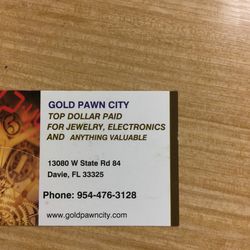 GOLD PAWN CITY
TOP DOLLAR PAID
FOR JEWELRY, ELECTRONICS
AND ANYTHING VALUABLE
13080 W State Rd 84
Davie, FL 33325
Phone: 954-476-3128
www.goldpawncity.com